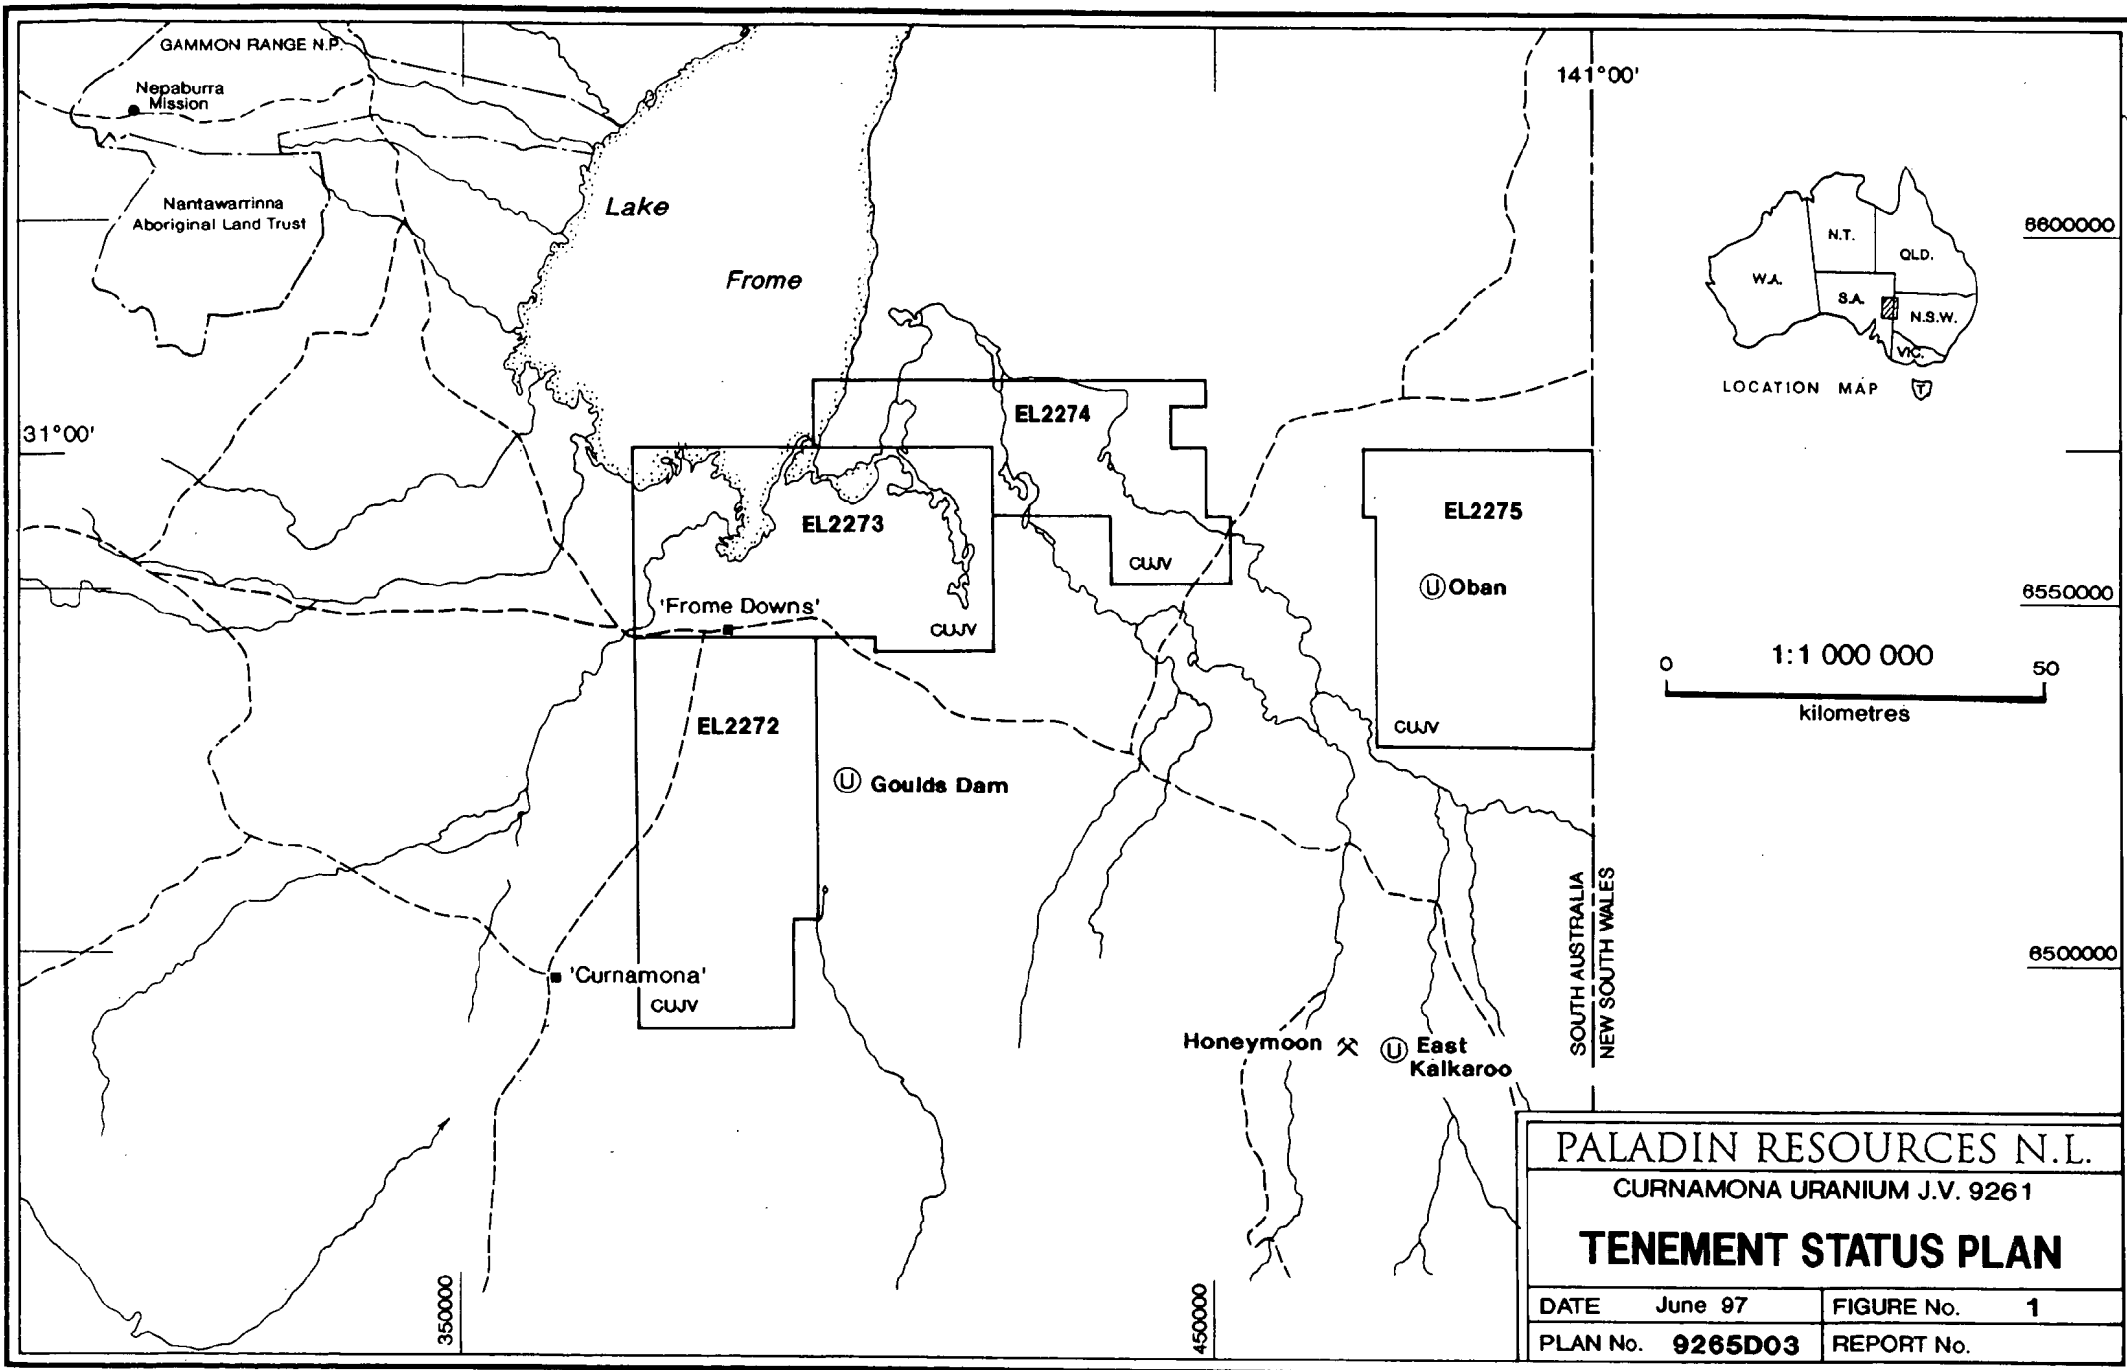 GAMMON RANGE N.P.
Nepaburra
Mission
Nantawarrinna
Aboriginal Land Trust
Lake
Frome
141°00'
6600000
W.A.
N.T.
QLD.
S.A.
N.S.W.
VIC.
LOCATION MAP
T
31°00'
EL2274
EL2273
EL2275
CUJV
U Oban
6550000
'Frome Downs'
CUJV
1:1 000 000
0
50
kilometres
EL2272
CUJV
U Goulds Dam
SOUTH AUSTRALIA
NEW SOUTH WALES
6500000
'Curnamona'
CUJV
Honeymoon
U East
Kalkaroo
350000
450000
PALADIN RESOURCES N.L.
CURNAMONA URANIUM J.V. 9261
TENEMENT STATUS PLAN
DATE June 97
FIGURE No. 1
PLAN No. 9265D03
REPORT No.